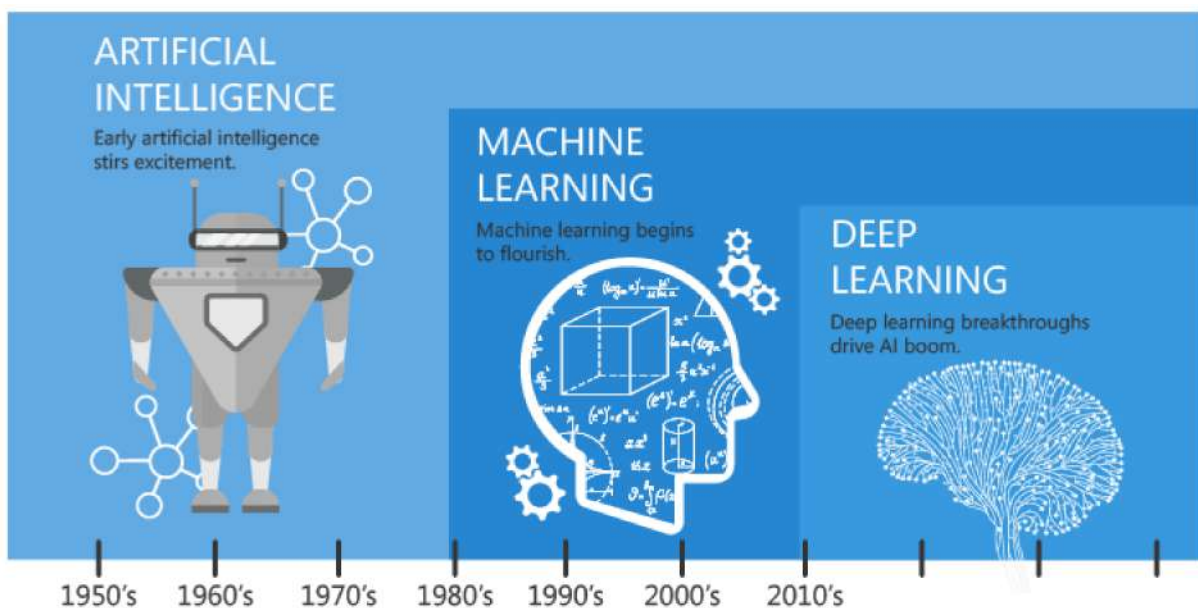 ARTIFICIAL
INTELLIGENCE
Early artificial intelligence
stirs excitement.
MACHINE
LEARNING
Machine learning begins
to flourish.
DEEP
LEARNING
Deep learning breakthroughs
drive AI boom.
1950's 1960's 1970's 1980's 1990's 2000's 2010's